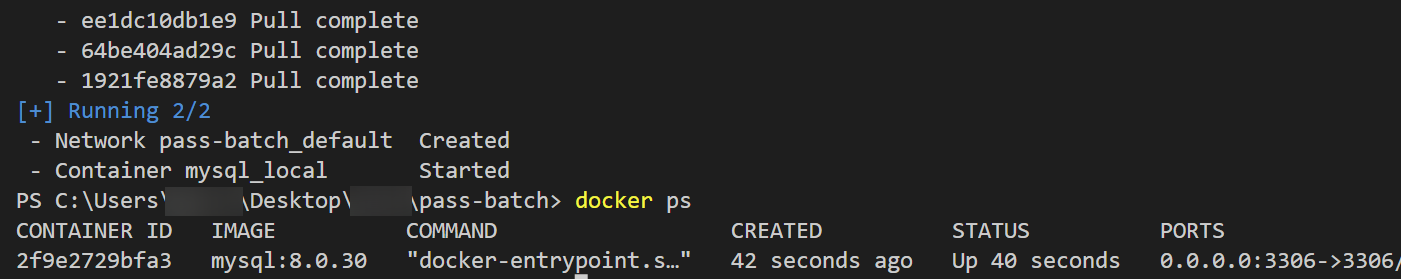 - ee1dc10db1e9 Pull complete
- 64be404ad29c Pull complete
- 1921fe8879a2 Pull complete
[+] Running 2/2
- Network pass-batch_default  Created
- Container mysql_local       Started
PS C:\Users\ \Desktop\ \pass-batch> docker ps
CONTAINER ID   IMAGE          COMMAND                  CREATED          STATUS          PORTS
2f9e2729bfa3   mysql:8.0.30   "docker-entrypoint.s…"   42 seconds ago   Up 40 seconds   0.0.0.0:3306->3306/